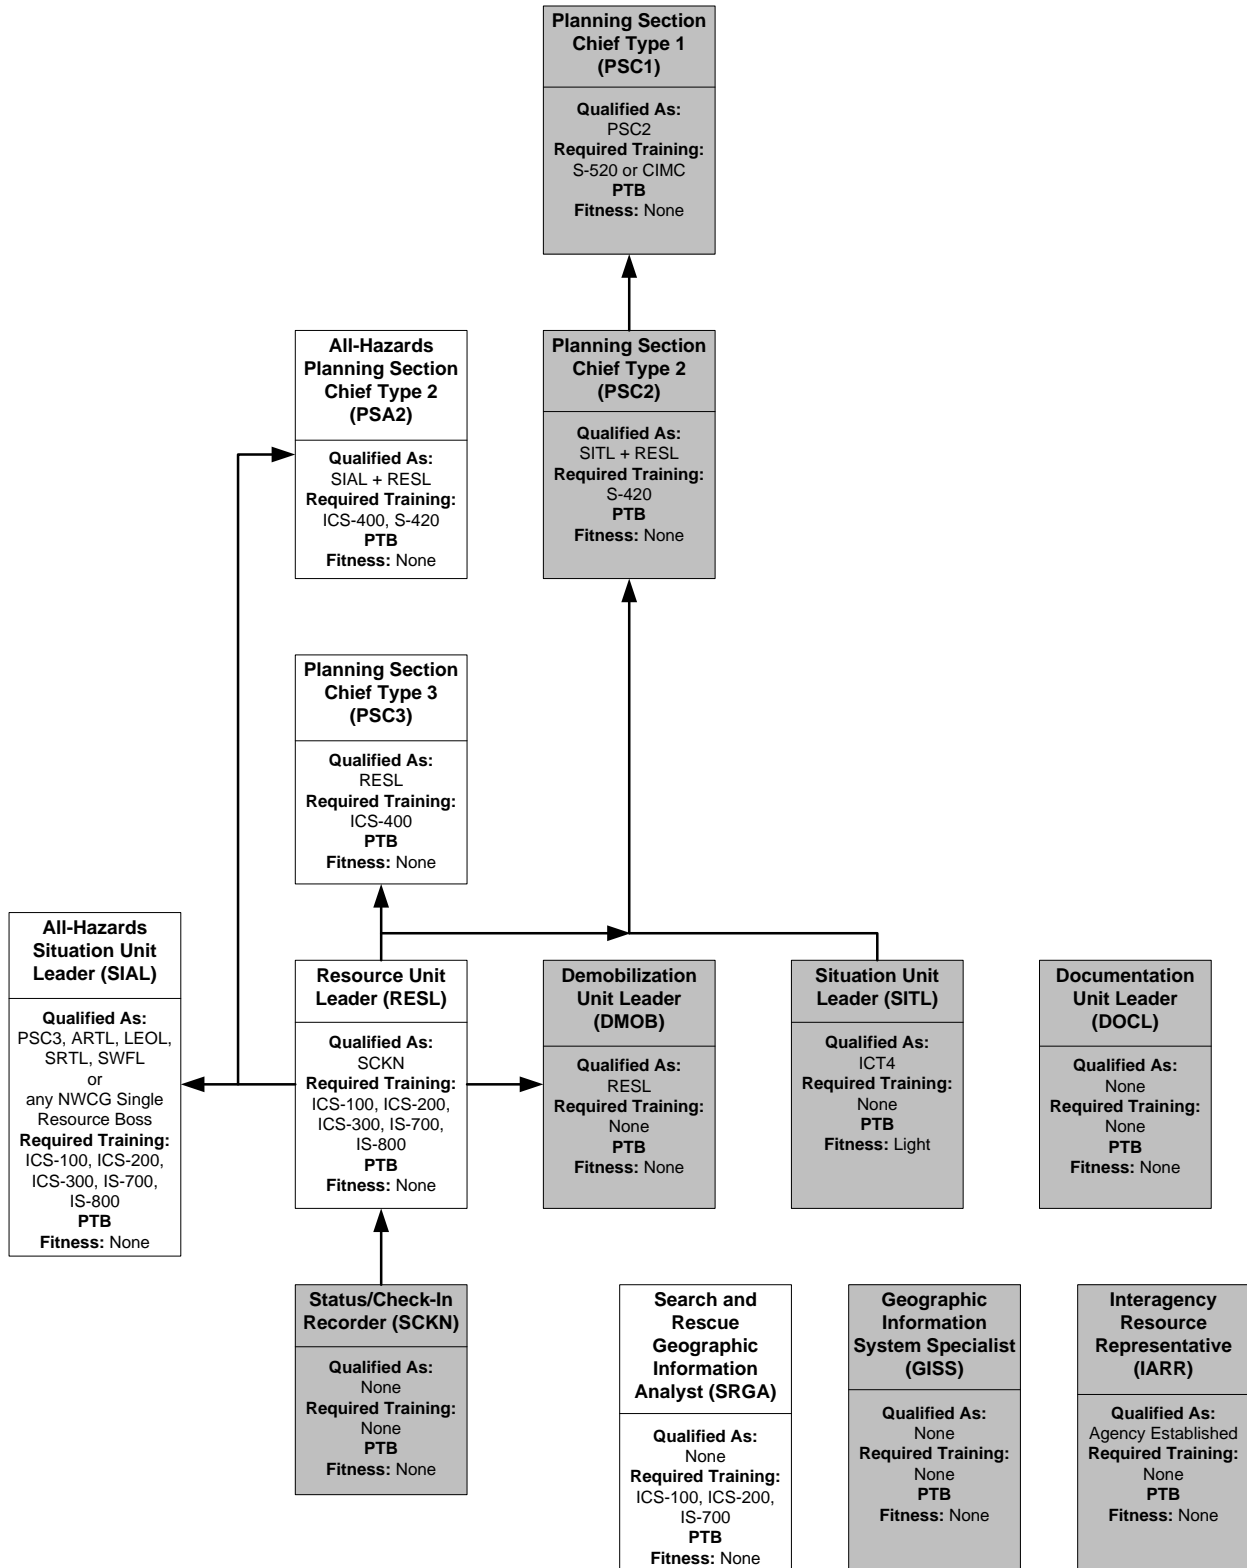 Planning Section
Chief Type 1
(PSC1)
Qualified As:
PSC2
Required Training:
S-520 or CIMC
PTB
Fitness: None
All-Hazards
Planning Section
Chief Type 2
(PSA2)
Qualified As:
SIAL + RESL
Required Training:
ICS-400, S-420
PTB
Fitness: None
Planning Section
Chief Type 2
(PSC2)
Qualified As:
SITL + RESL
Required Training:
S-420
PTB
Fitness: None
Planning Section
Chief Type 3
(PSC3)
Qualified As:
RESL
Required Training:
ICS-400
PTB
Fitness: None
All-Hazards
Situation Unit
Leader (SIAL)
Qualified As:
PSC3, ARTL, LEOL,
SRTL, SWFL
or
any NWCG Single
Resource Boss
Required Training:
ICS-100, ICS-200,
ICS-300, IS-700,
IS-800
PTB
Fitness: None
Resource Unit
Leader (RESL)
Qualified As:
SCKN
Required Training:
ICS-100, ICS-200,
ICS-300, IS-700,
IS-800
PTB
Fitness: None
Demobilization
Unit Leader
(DMOB)
Qualified As:
RESL
Required Training:
None
PTB
Fitness: None
Situation Unit
Leader (SITL)
Qualified As:
ICT4
Required Training:
None
PTB
Fitness: Light
Documentation
Unit Leader
(DOCL)
Qualified As:
None
Required Training:
None
PTB
Fitness: None
Status/Check-In
Recorder (SCKN)
Qualified As:
None
Required Training:
None
PTB
Fitness: None
Search and
Rescue
Geographic
Information
Analyst (SRGA)
Qualified As:
None
Required Training:
ICS-100, ICS-200,
IS-700
PTB
Fitness: None
Geographic
Information
System Specialist
(GISS)
Qualified As:
None
Required Training:
None
PTB
Fitness: None
Interagency
Resource
Representative
(IARR)
Qualified As:
Agency Established
Required Training:
None
PTB
Fitness: None